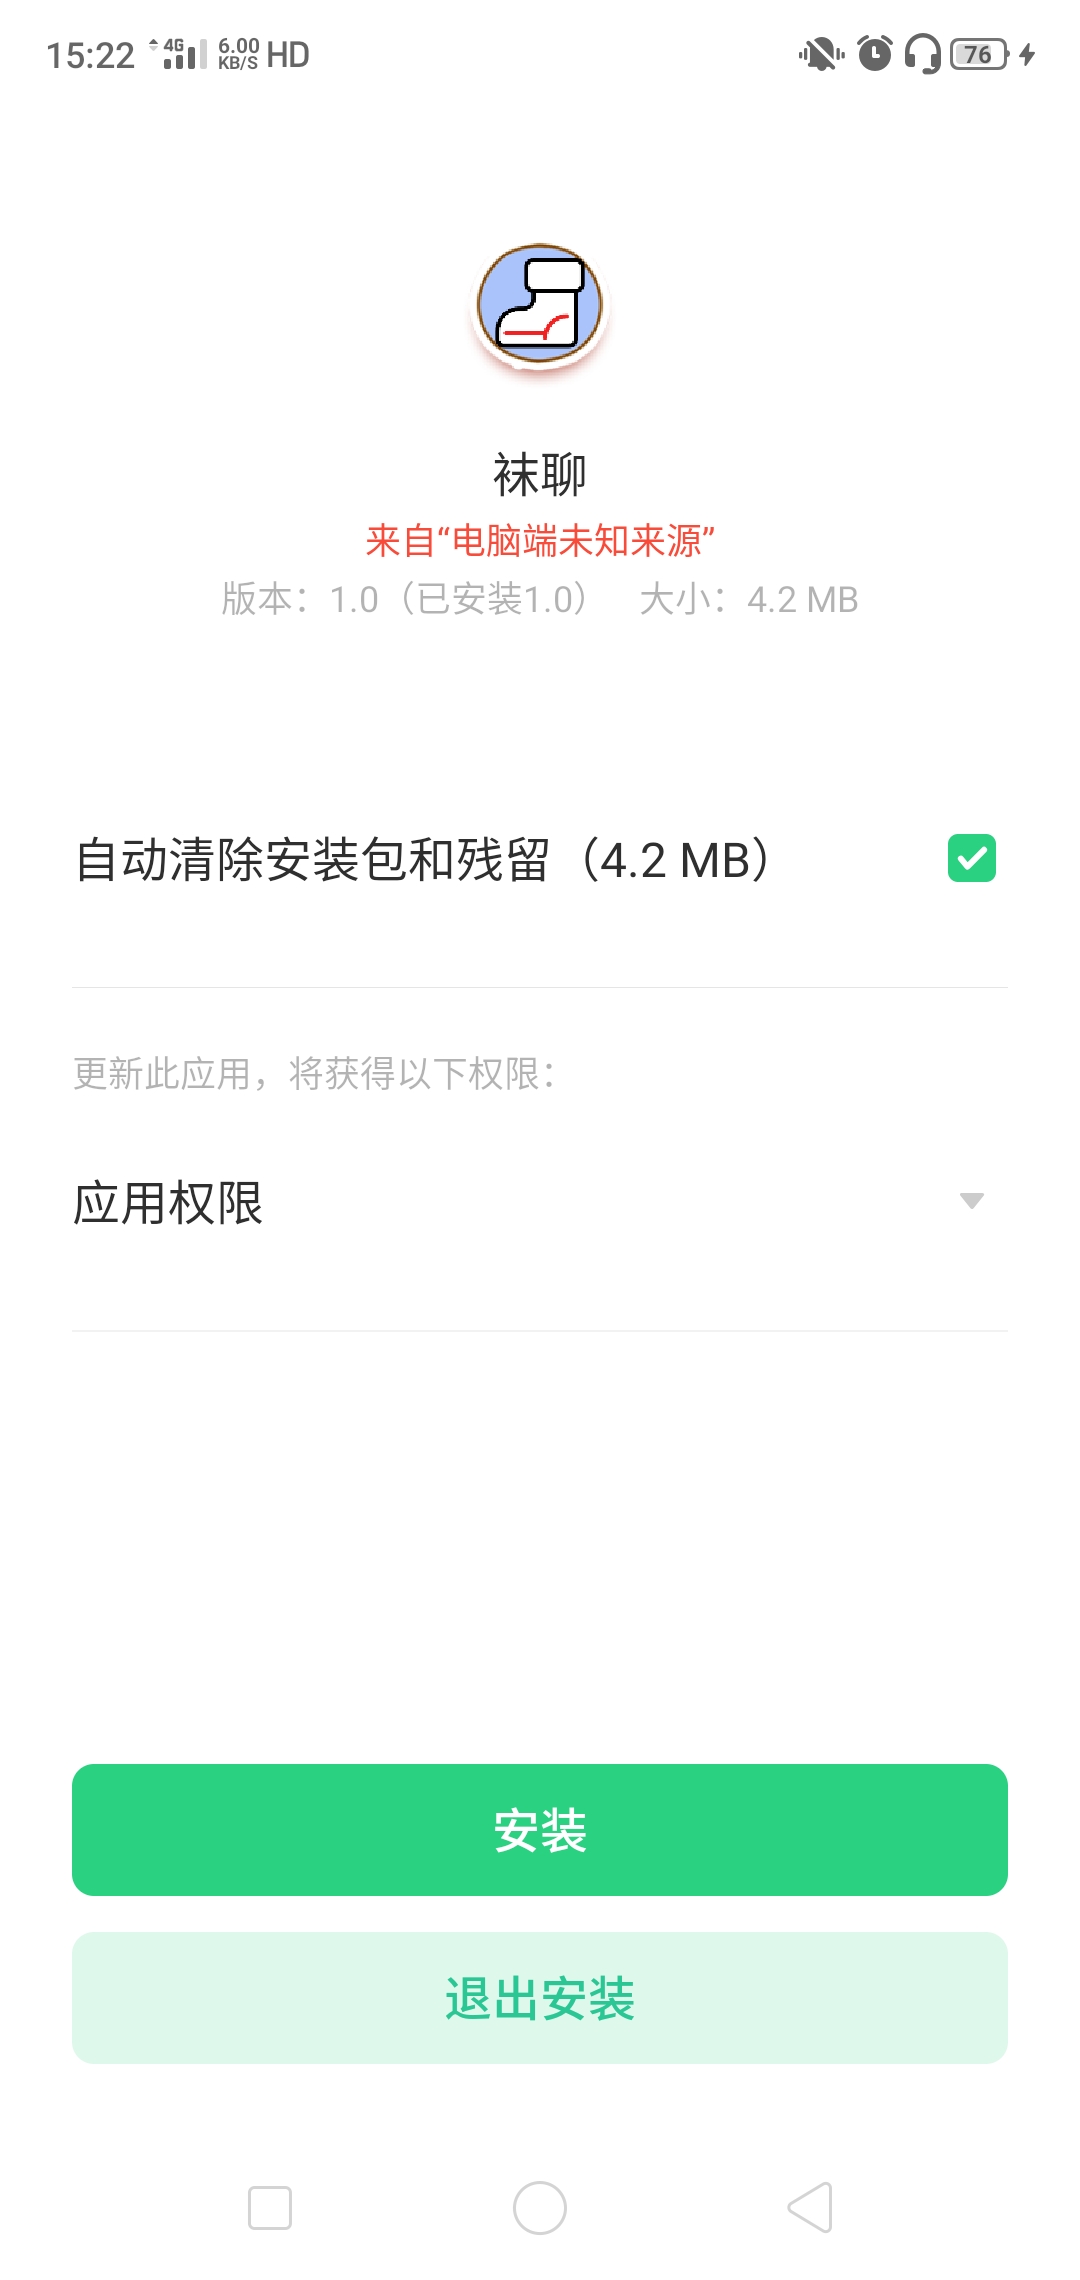 15:22 4G 6.00 KB/S HD 76
袜聊
来自“电脑端未知来源”
版本：1.0（已安装1.0） 大小：4.2 MB
自动清除安装包和残留（4.2 MB）
更新此应用，将获得以下权限：
应用权限
安装
退出安装